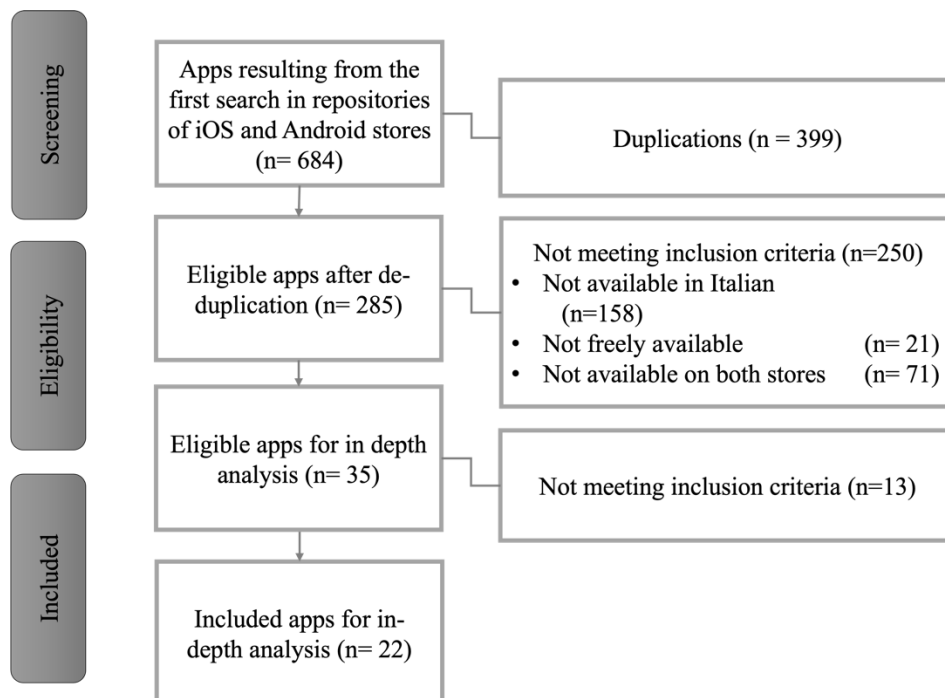 Screening
Apps resulting from the
first search in repositories
of iOS and Android stores
(n= 684)
Duplications (n = 399)
Eligibility
Eligible apps after de-
duplication (n= 285)
Not meeting inclusion criteria (n=250)
• Not available in Italian
(n=158)
• Not freely available (n= 21)
• Not available on both stores (n= 71)
Eligible apps for in depth
analysis (n= 35)
Not meeting inclusion criteria (n=13)
Included
Included apps for in-
depth analysis (n= 22)